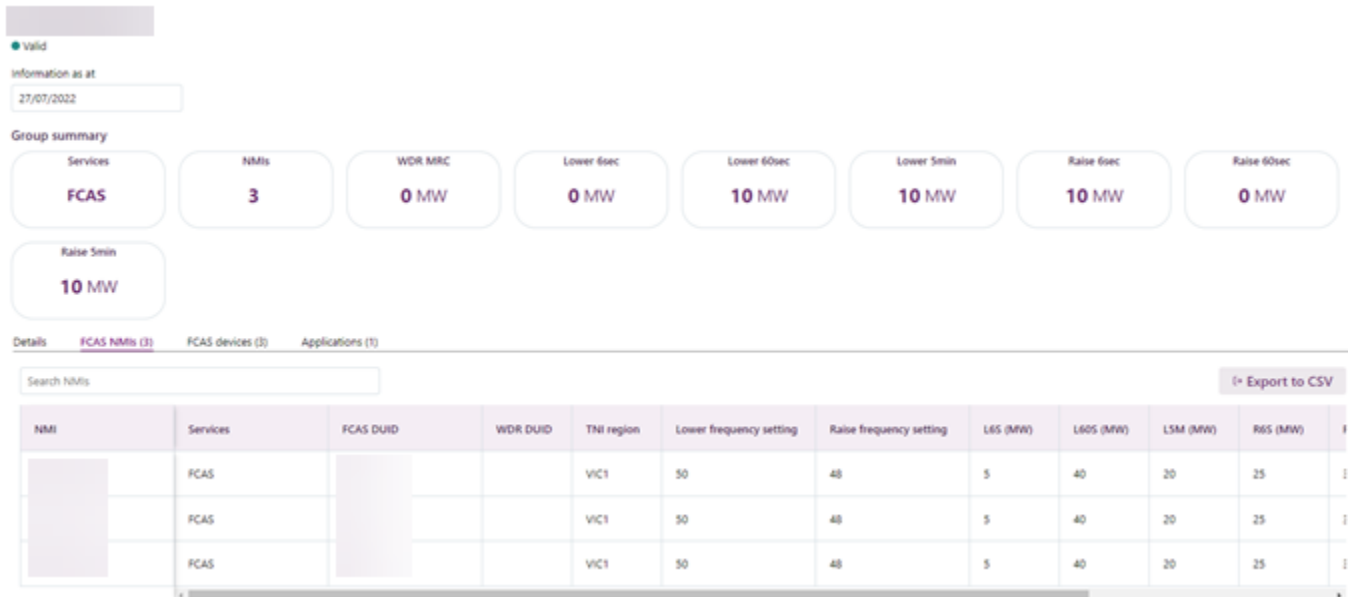 Valid
Information as at
27/07/2022
Group summary
Services NMIs WDR MRC Lower 6sec Lower 60sec Lower 5min Raise 6sec Raise 60sec
FCAS 3 0 MW 0 MW 10 MW 10 MW 10 MW 0 MW
Raise 5min
10 MW
Details FCAS NMIs (3) FCAS devices (3) Applications (1)
Search NMIs Export to CSV
NMI Services FCAS DUID WDR DUID TNI region Lower frequency setting Raise frequency setting L6S (MW) L60S (MW) L5M (MW) R6S (MW)
FCAS VIC1 50 48 5 40 20 25
FCAS VIC1 50 48 5 40 20 25
FCAS VIC1 50 48 5 40 20 25